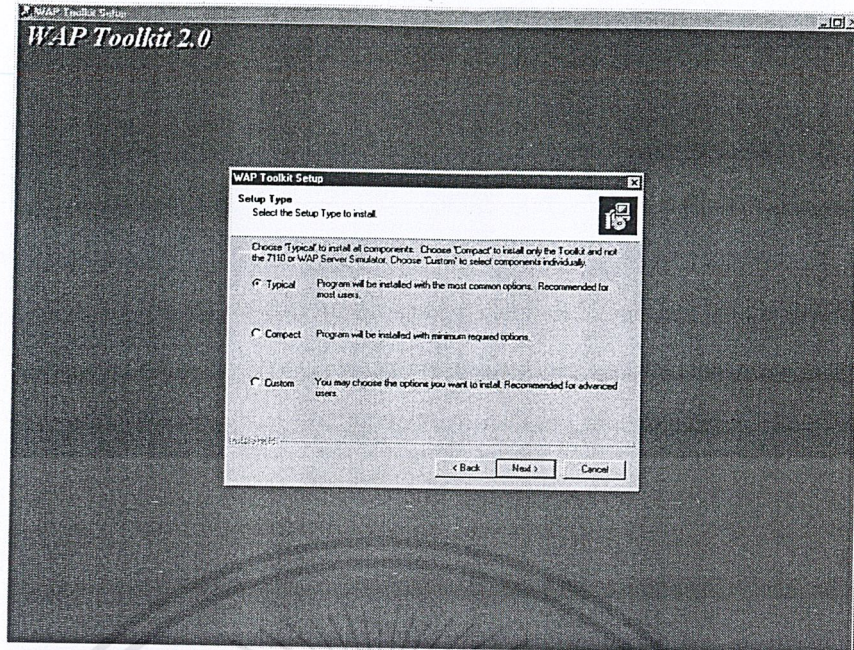 WAP Toolkit Setup
WAP Toolkit 2.0
WAP Toolkit Setup
Setup Type
Select the Setup Type to install.
Choose 'Typical' to install all components. Choose 'Compact' to install only the Toolkit and not
the 7110 or WAP Server Simulator. Choose 'Custom' to select components individually.
Typical Program will be installed with the most common options. Recommended for
most users.
Compact Program will be installed with minimum required options.
Custom You may choose the options you want to install. Recommended for advanced
users.
InstallShield
< Back Next > Cancel